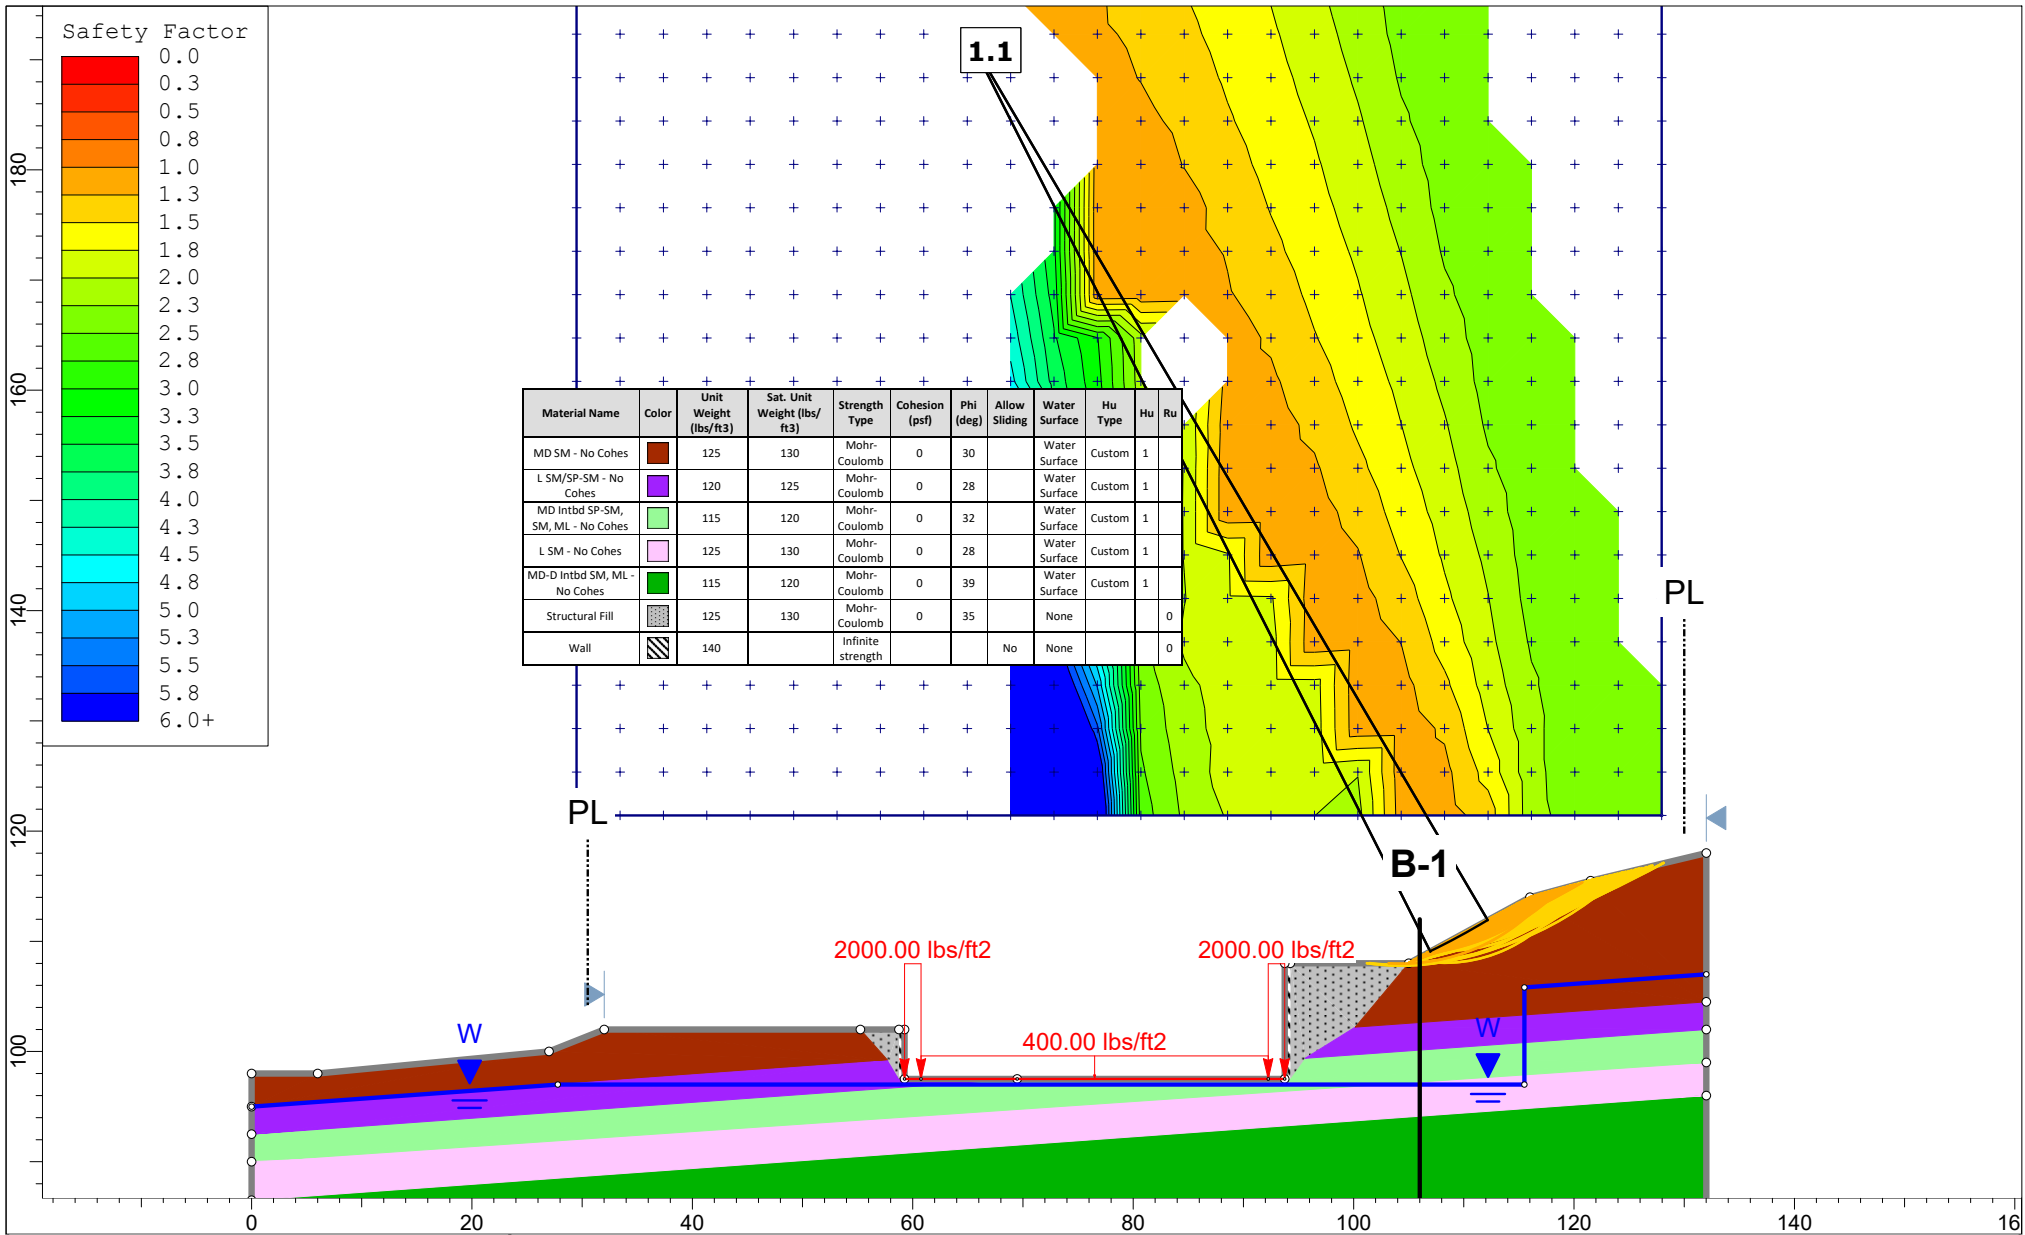 Safety Factor
0.0
0.3
0.5
0.8
1.0
1.3
1.5
1.8
2.0
2.3
2.5
2.8
3.0
3.3
3.5
3.8
4.0
4.3
4.5
4.8
5.0
5.3
5.5
5.8
6.0+
1.1
Material Name Color Unit Weight (lbs/ft3) Sat. Unit Weight (lbs/ft3) Strength Type Cohesion (psf) Phi (deg) Allow Sliding Water Surface Hu Type Hu Ru
MD SM - No Cohes 125 130 Mohr-Coulomb 0 30 Water Surface Custom 1
L SM/SP-SM - No Cohes 120 125 Mohr-Coulomb 0 28 Water Surface Custom 1
MD Intbd SP-SM, SM, ML - No Cohes 115 120 Mohr-Coulomb 0 32 Water Surface Custom 1
L SM - No Cohes 125 130 Mohr-Coulomb 0 28 Water Surface Custom 1
MD-D Intbd SM, ML - No Cohes 115 120 Mohr-Coulomb 0 39 Water Surface Custom 1
Structural Fill 125 130 Mohr-Coulomb 0 35 None 0
Wall 140 Infinite strength No None 0
PL
PL
B-1
2000.00 lbs/ft2
2000.00 lbs/ft2
400.00 lbs/ft2
W
W
180
160
140
120
100
0 20 40 60 80 100 120 140 16